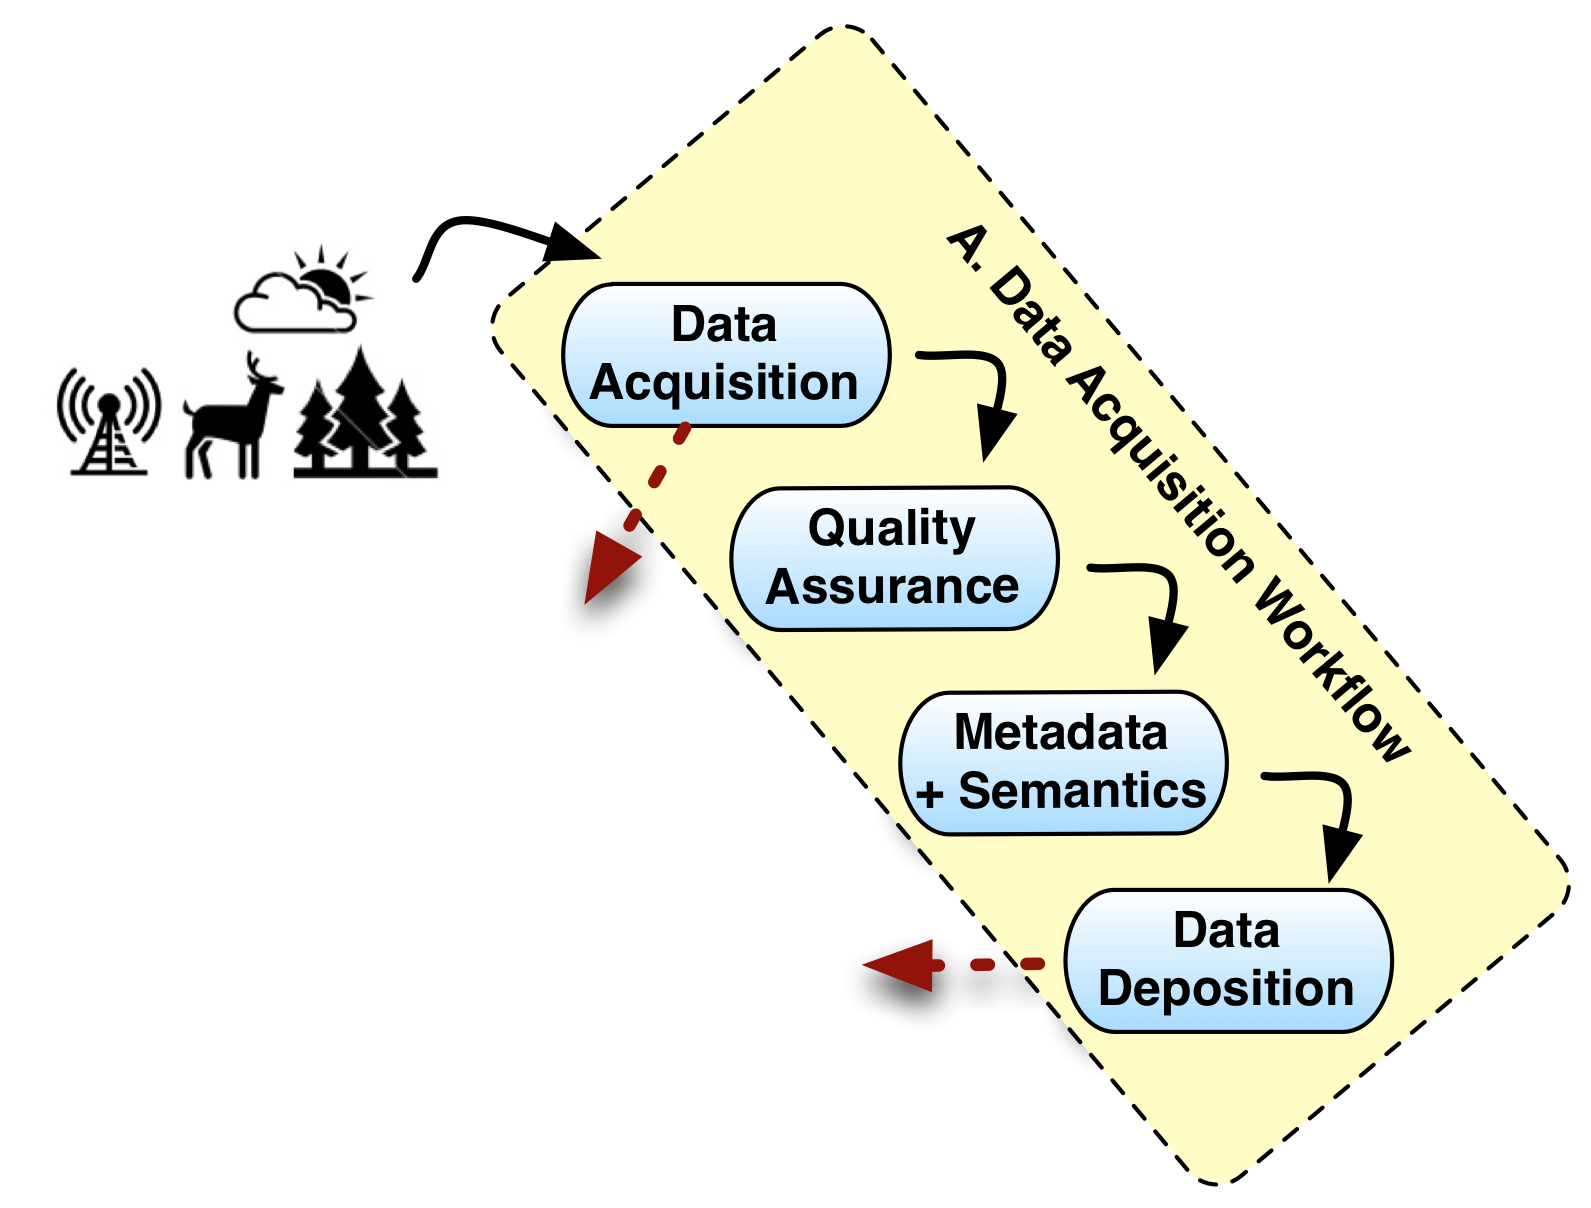 A. Data Acquisition Workflow
Data
Acquisition
Quality
Assurance
Metadata
+ Semantics
Data
Deposition